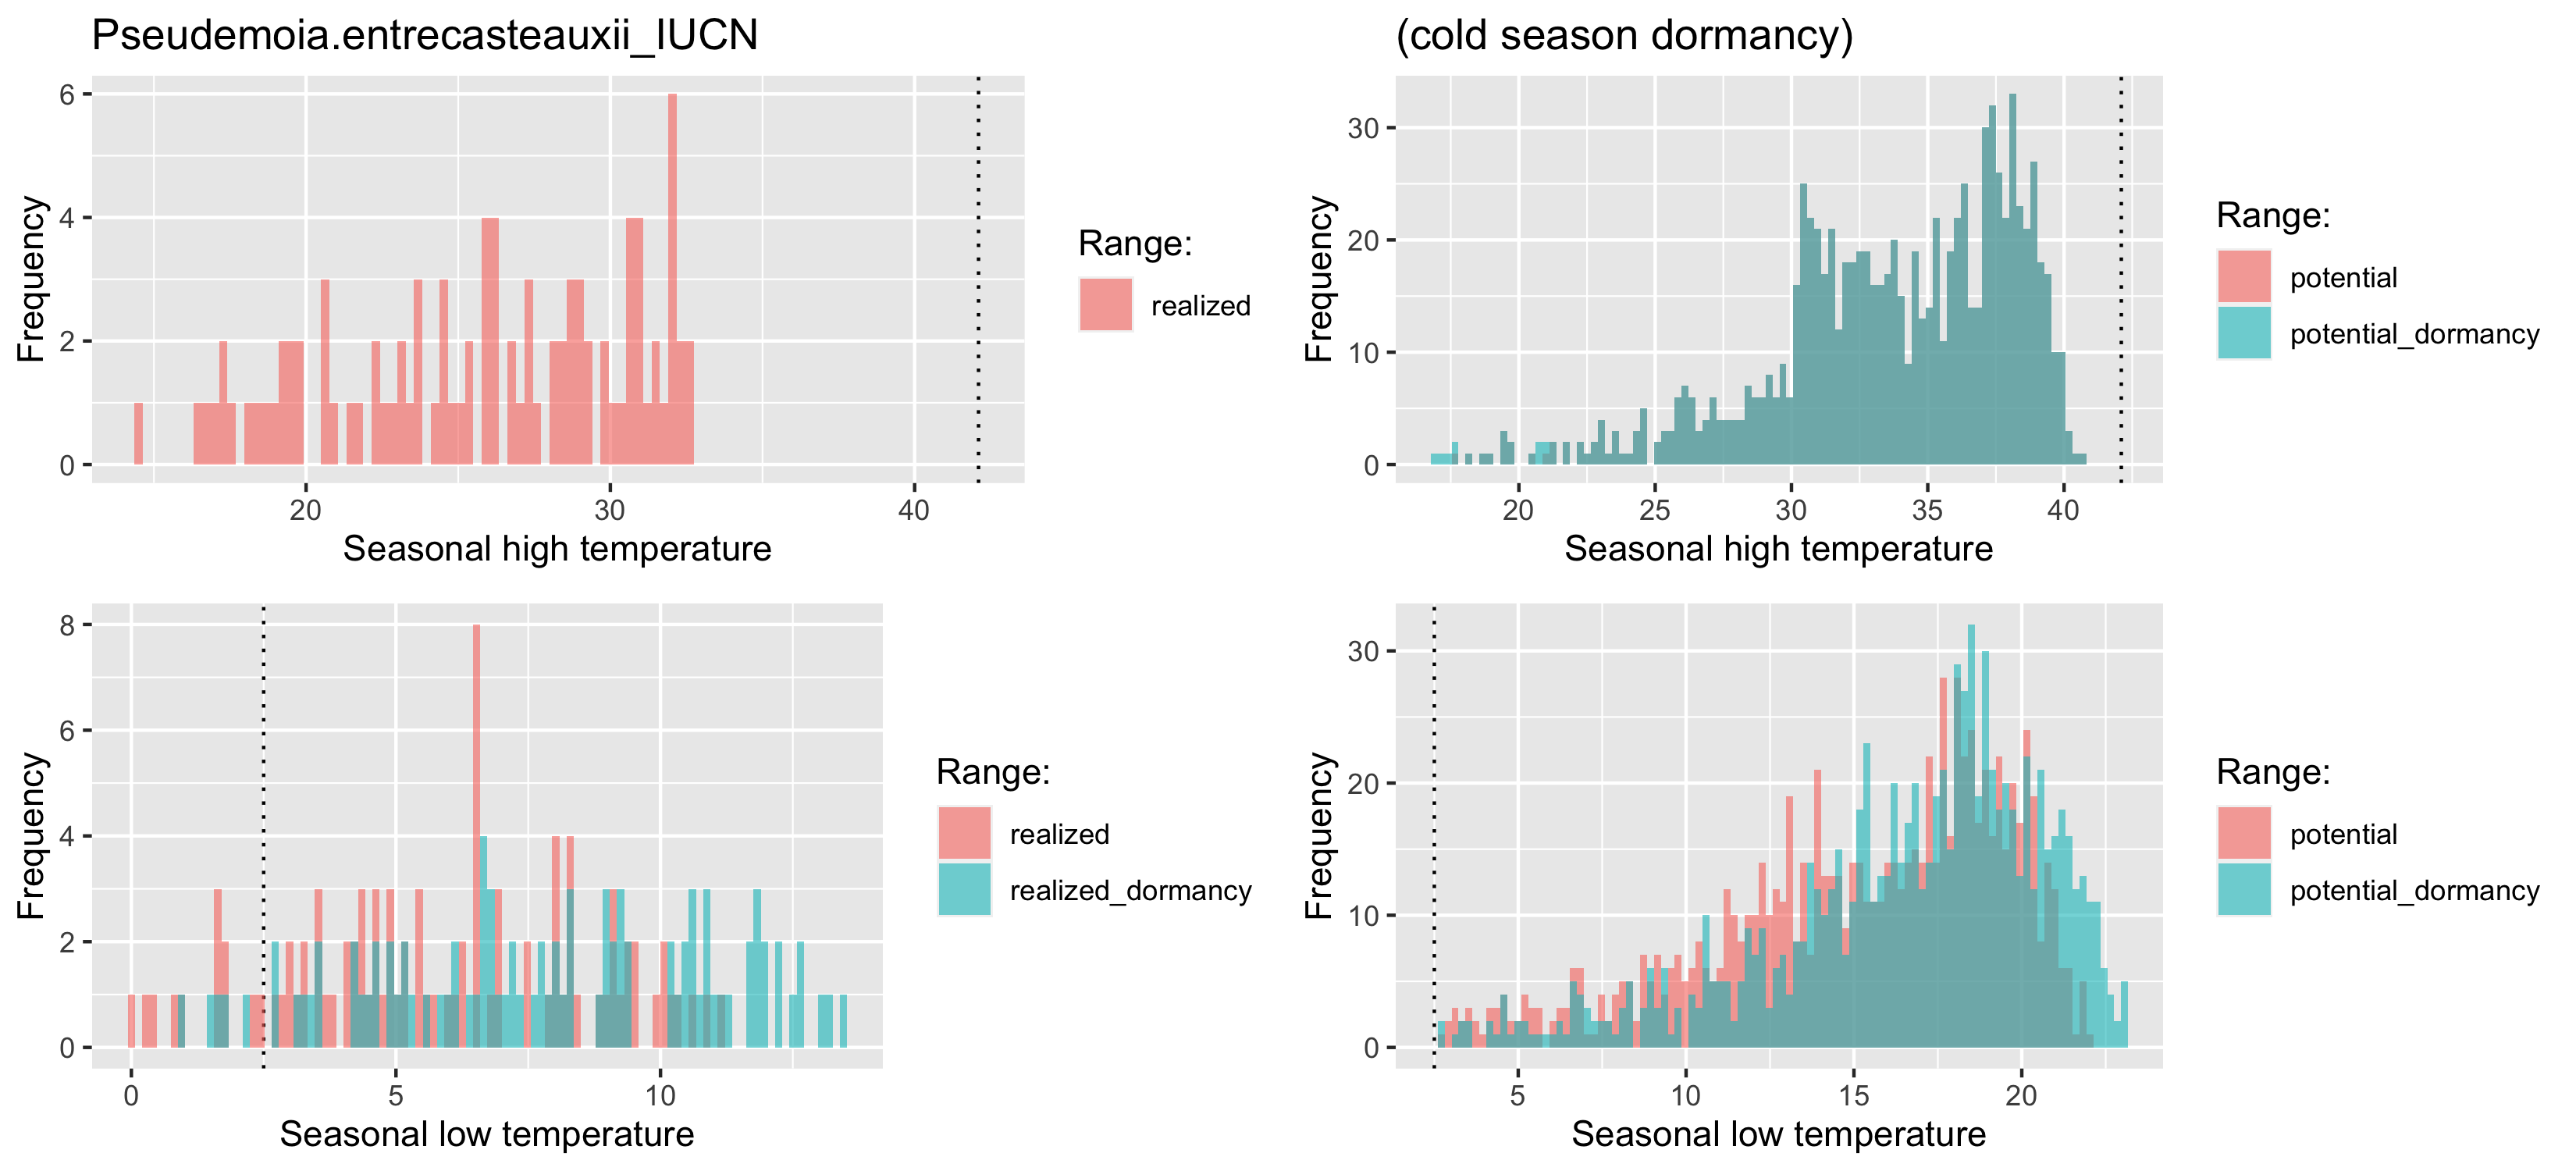 Pseudemoia.entrecasteauxii_IUCN
Frequency
6
4
2
0
20
30
40
Seasonal high temperature
Range:
realized
(cold season dormancy)
Frequency
30
20
10
0
20
25
30
35
40
Seasonal high temperature
Range:
potential
potential_dormancy
Frequency
8
6
4
2
0
0
5
10
Seasonal low temperature
Range:
realized
realized_dormancy
Frequency
30
20
10
0
5
10
15
20
Seasonal low temperature
Range:
potential
potential_dormancy